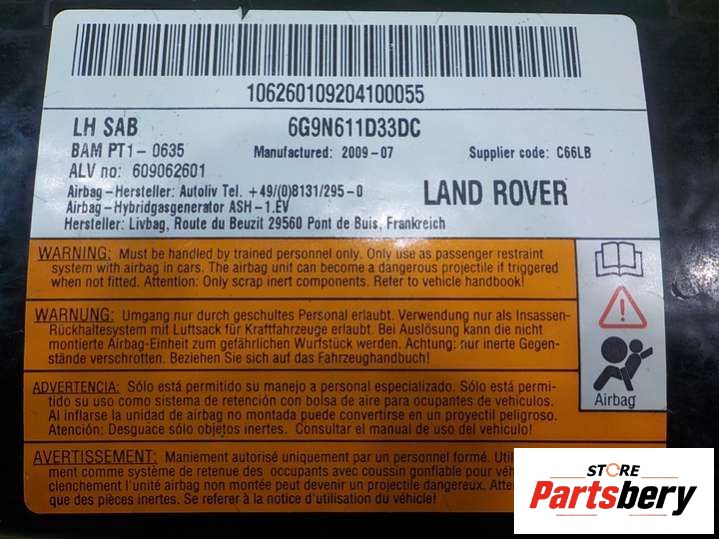 106260109204100055
LH SAB 6G9N611D33DC
BAM PT1- 0635 Manufactured: 2009-07 Supplier code: C66LB
ALV no: 609062601
Airbag-Hersteller: Autoliv Tel. +49/(0)8131/295-0
LAND ROVER
Airbag-Hybridgasgenerator ASH-1.EV
Hersteller: Livbag, Route du Beuzit 29560 Pont de Buis, Frankreich
WARNING: Must be handled by trained personnel only. Only use as passenger restraint
system with airbag in cars. The airbag unit can become a dangerous projectile if triggered
when not fitted. Attention: Only scrap inert components. Refer to vehicle handbook!
WARNUNG: Umgang nur durch geschultes Personal erlaubt. Verwendung nur als Insassen-
Rückhaltesystem mit Luftsack für Kraftfahrzeuge erlaubt. Bei Auslösung kann die nicht
montierte Airbag-Einheit zum gefährlichen Wurfstück werden. Achtung: nur inerte Gegen-
stände verschrotten. Beziehen Sie sich auf das Fahrzeughandbuch!
ADVERTENCIA: Sólo está permitido su manejo a personal especializado. Sólo está permi-
tido su uso como sistema de retención con bolsa de aire para ocupantes de vehículos.
Al inflarse la unidad de airbag no montada puede convertirse en un proyectil peligroso.
Atención: Desguace sólo objetos inertes. Consultar el manual de uso del vehículo!
AVERTISSEMENT: Maniement autorisé uniquement par un personnel formé. Utili
ment comme système de retenue des occupants avec coussin gonflable pour véh
clenchement l'unité airbag non montée peut devenir un projectile dangereux. Atten
que des pièces inertes. Se referer à la notice d'utilisation du véhicle!
Airbag
STORE
Partsbery